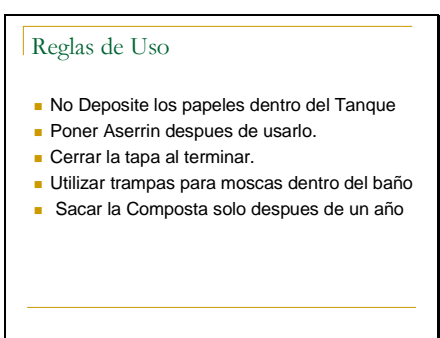 Reglas de Uso
No Deposite los papeles dentro del Tanque
Poner Aserrin despues de usarlo.
Cerrar la tapa al terminar.
Utilizar trampas para moscas dentro del baño
Sacar la Composta solo despues de un año